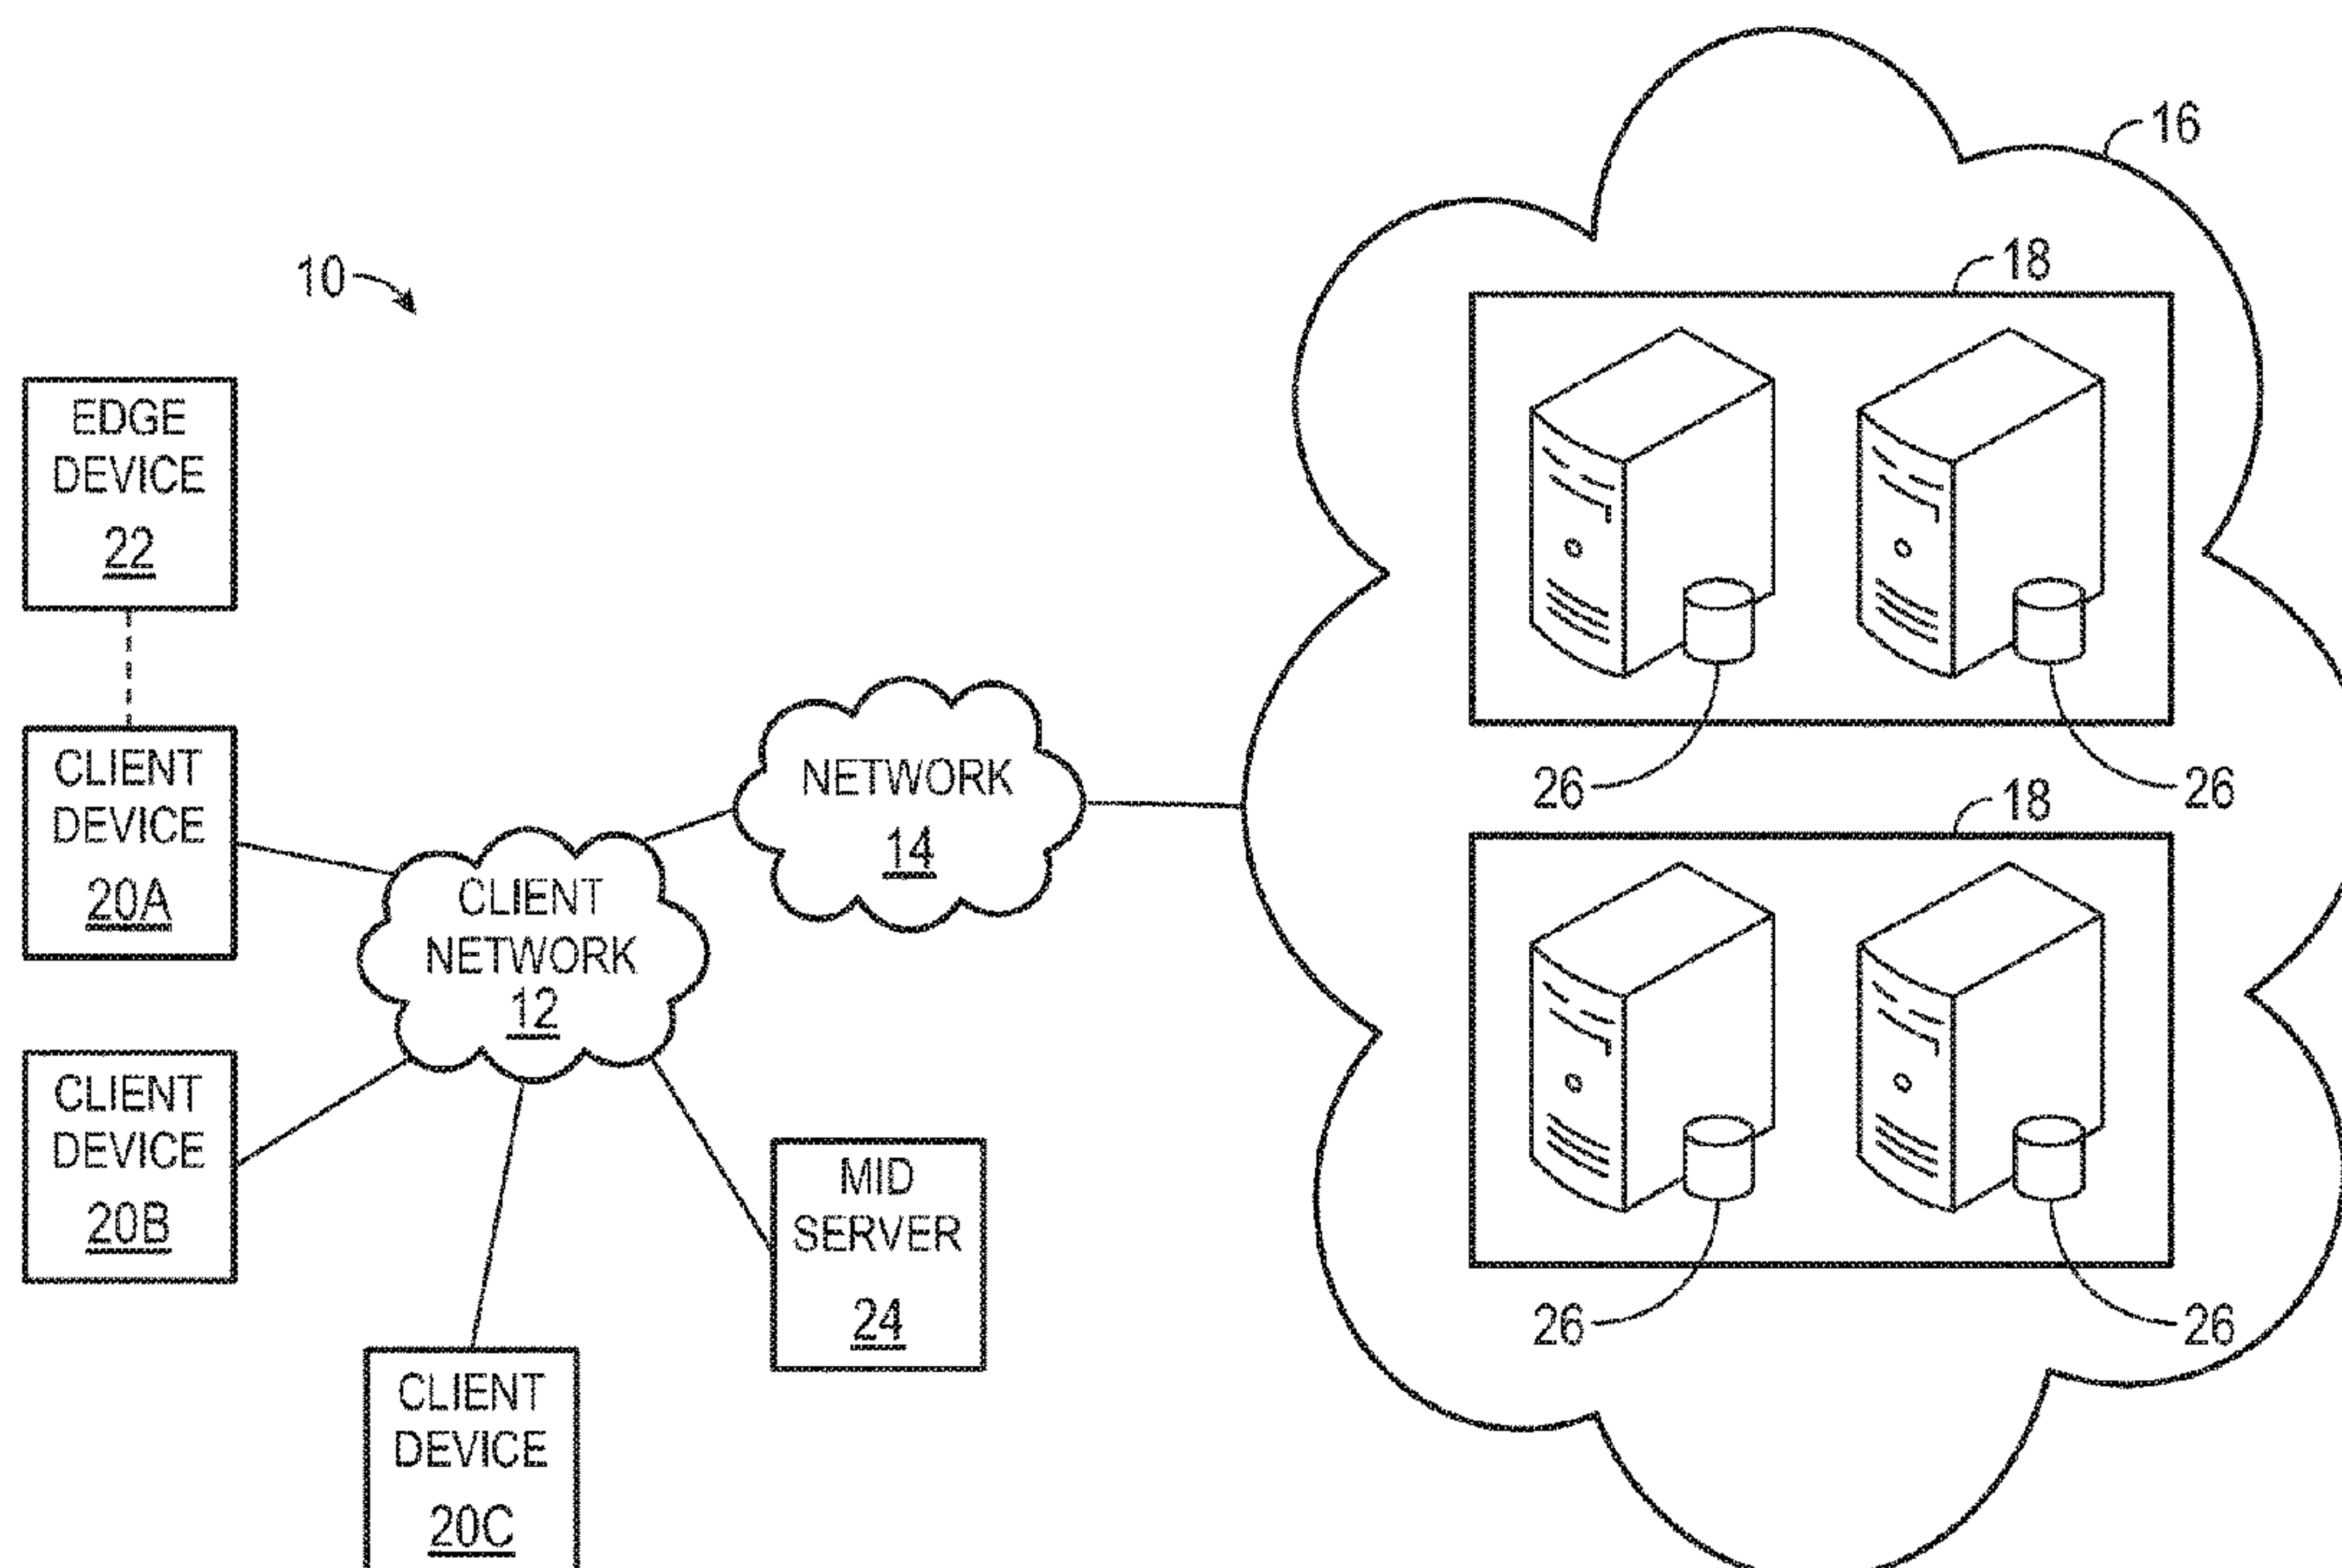 16
18
10
EDGE
DEVICE
22
CLIENT
DEVICE
20A
NETWORK
14
26
26
18
CLIENT
NETWORK
12
CLIENT
DEVICE
20B
MID
SERVER
24
26
26
CLIENT
DEVICE
20C